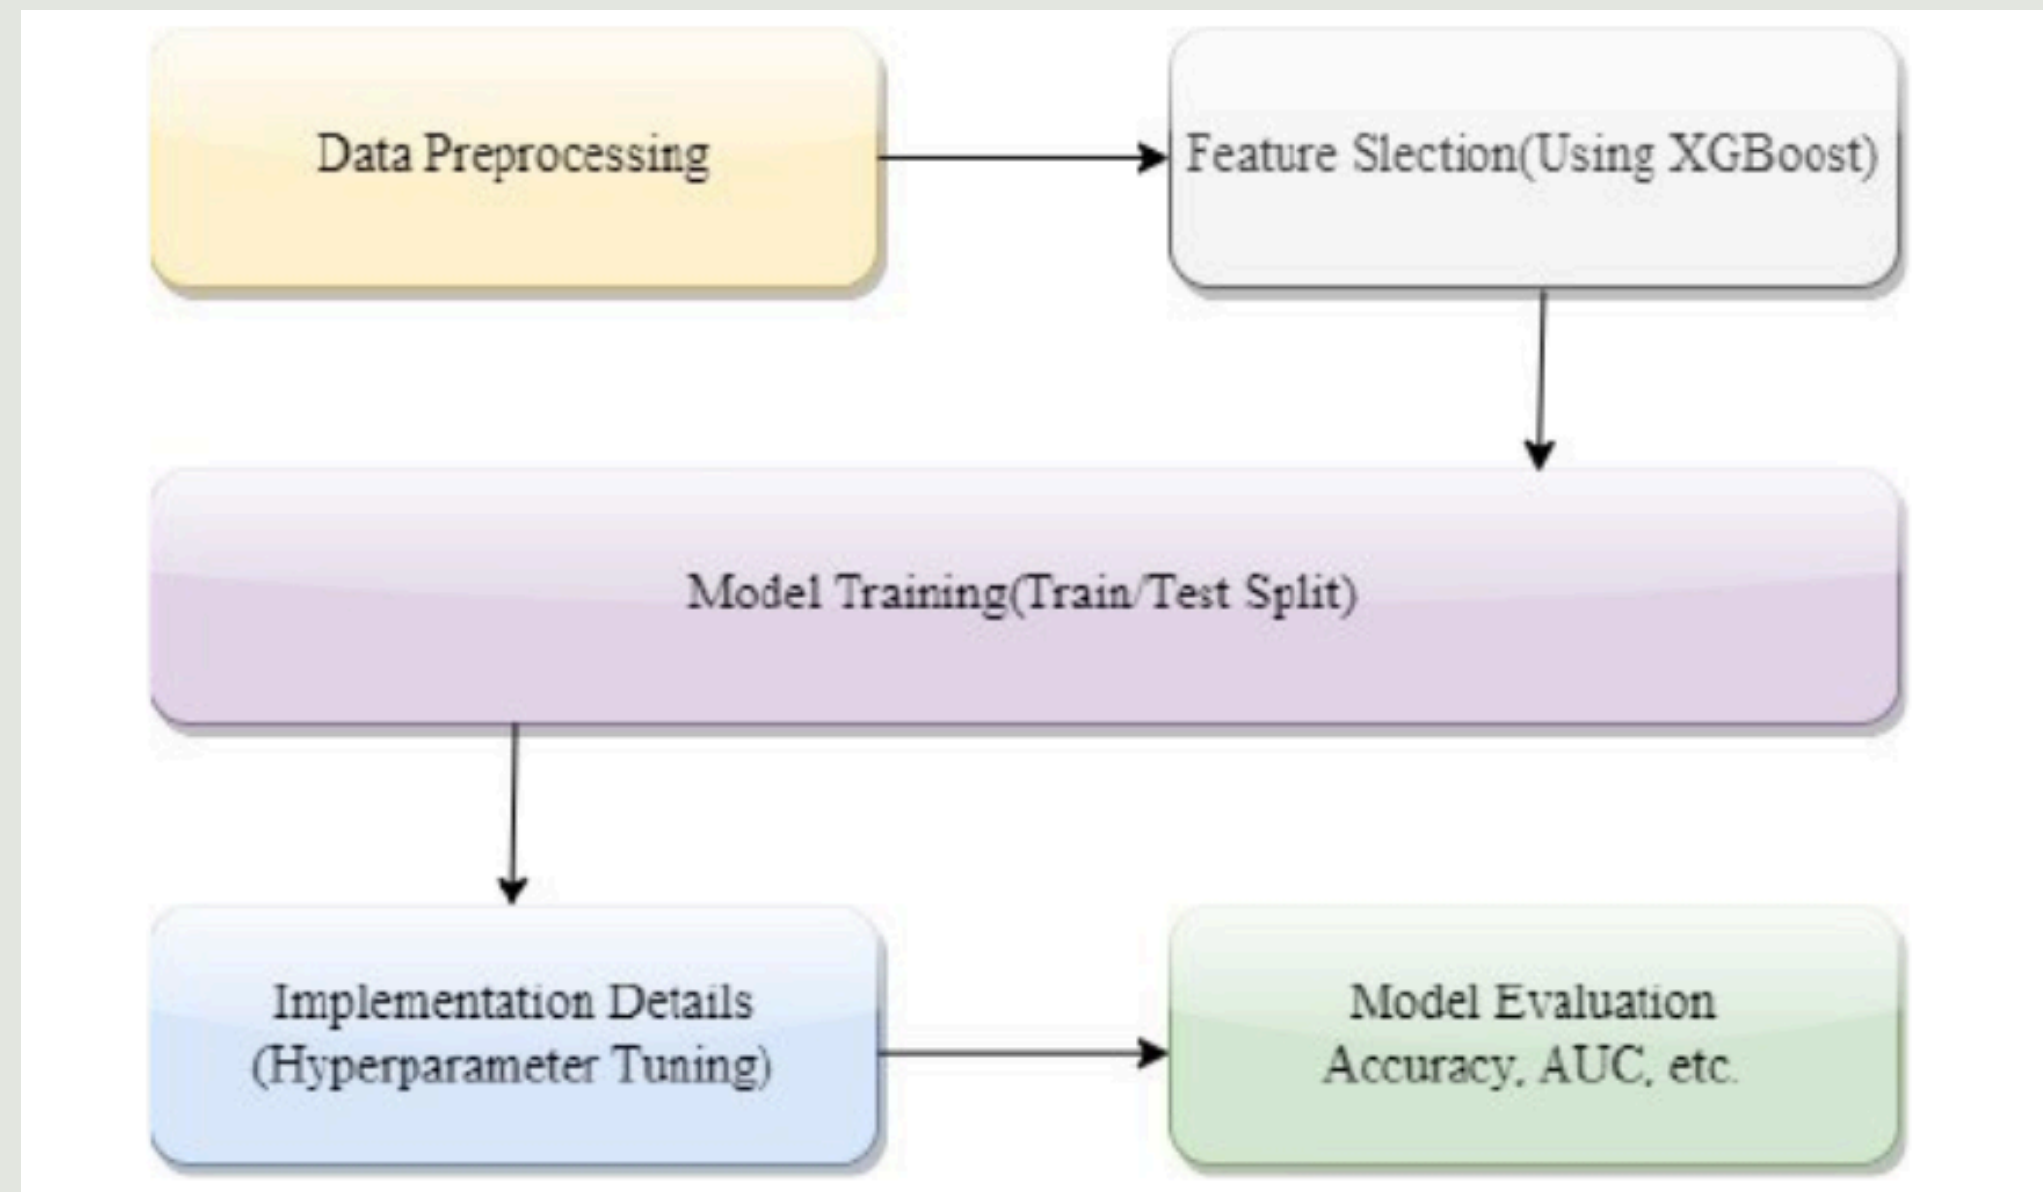 Data Preprocessing
Feature Slection(Using XGBoost)
Model Training(Train/Test Split)
Implementation Details
(Hyperparameter Tuning)
Model Evaluation
Accuracy, AUC, etc.